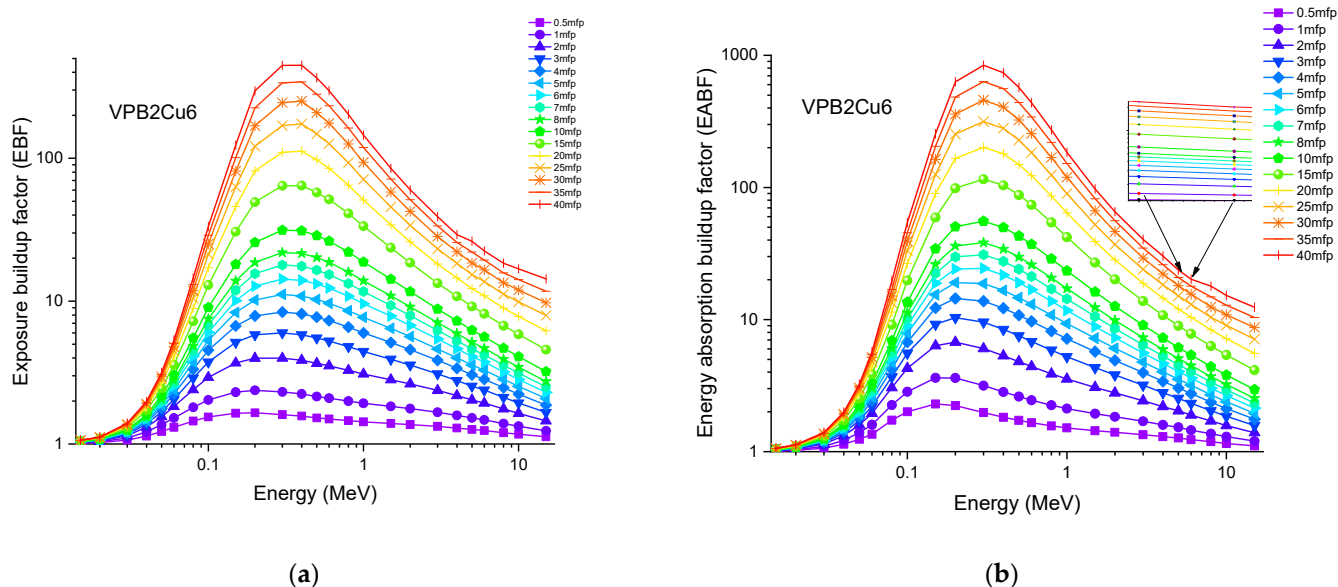 VPB2Cu6
Exposure buildup factor (EBF)
100
10
1
0.1
1
10
Energy (MeV)
0.5mfp
1mfp
2mfp
3mfp
4mfp
5mfp
6mfp
7mfp
8mfp
10mfp
15mfp
20mfp
25mfp
30mfp
35mfp
40mfp
(a)
VPB2Cu6
Energy absorption buildup factor (EABF)
1000
100
10
1
0.1
1
10
Energy (MeV)
0.5mfp
1mfp
2mfp
3mfp
4mfp
5mfp
6mfp
7mfp
8mfp
10mfp
15mfp
20mfp
25mfp
30mfp
35mfp
40mfp
(b)